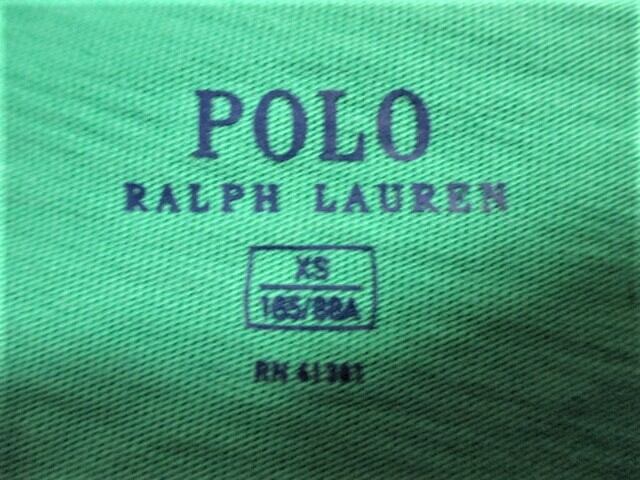 POLO
RALPH LAUREN
XS
165/88A
RN 41381